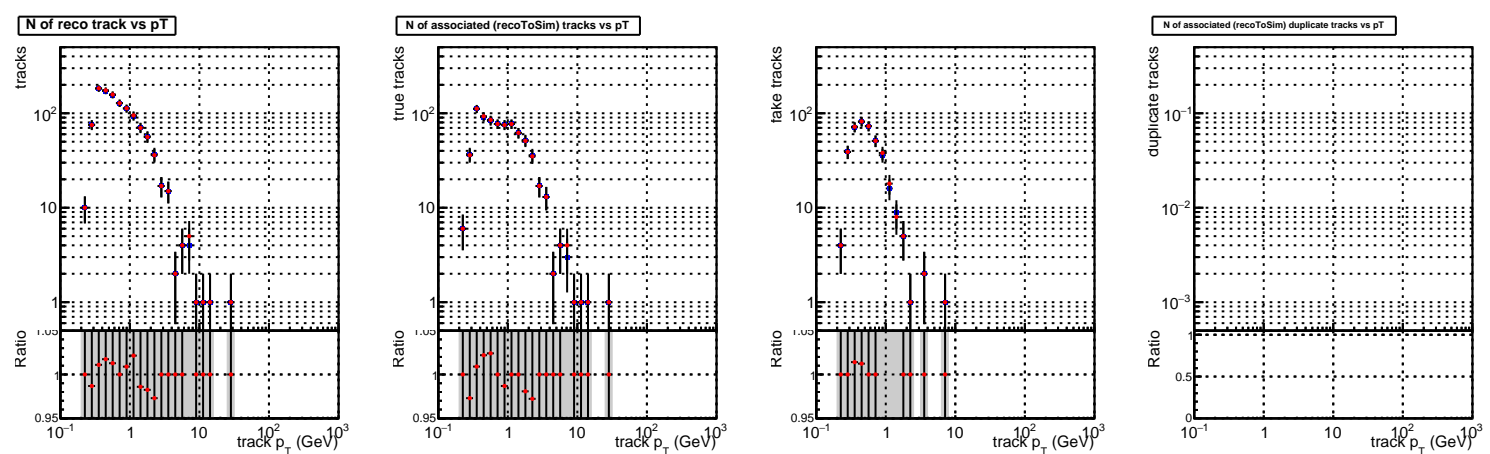 N of reco track vs pT
tracks
10²
10
1
Ratio
1.05
1
0.95
10⁻¹ 1 10 10² 10³
track p_T (GeV)
N of associated (recoToSim) tracks vs pT
true tracks
10²
10
1
Ratio
1.05
1
0.95
10⁻¹ 1 10 10² 10³
track p_T (GeV)
fake tracks
10²
10
1
Ratio
1.05
1
0.95
10⁻¹ 1 10 10² 10³
track p_T (GeV)
N of associated (recoToSim) duplicate tracks vs pT
duplicate tracks
10⁻¹
10⁻²
10⁻³
Ratio
1
0.5
0
10⁻¹ 1 10 10² 10³
track p_T (GeV)